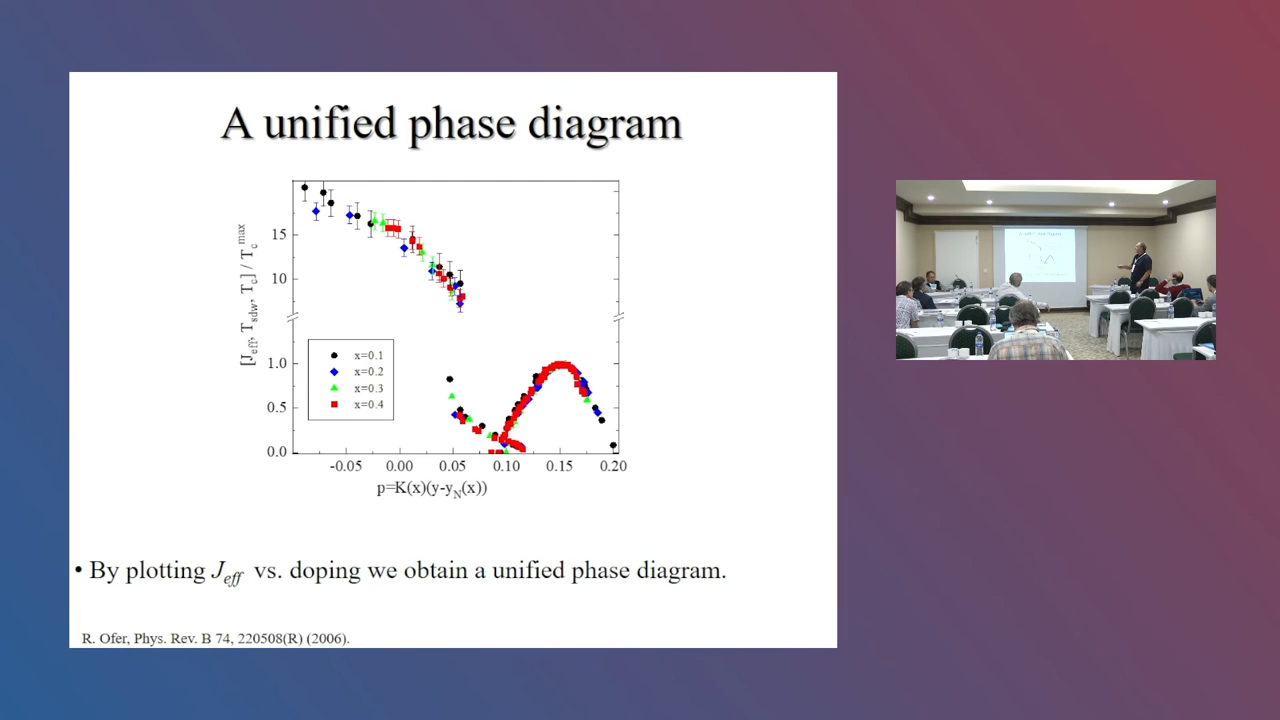 A unified phase diagram
[J_eff, T_sdw, T_c] / T_c^max
15
10
1.0
0.5
0.0
x=0.1
x=0.2
x=0.3
x=0.4
-0.05 0.00 0.05 0.10 0.15 0.20
p=K(x)(y-y_N(x))
• By plotting J_eff vs. doping we obtain a unified phase diagram.
R. Ofer, Phys. Rev. B 74, 220508(R) (2006).